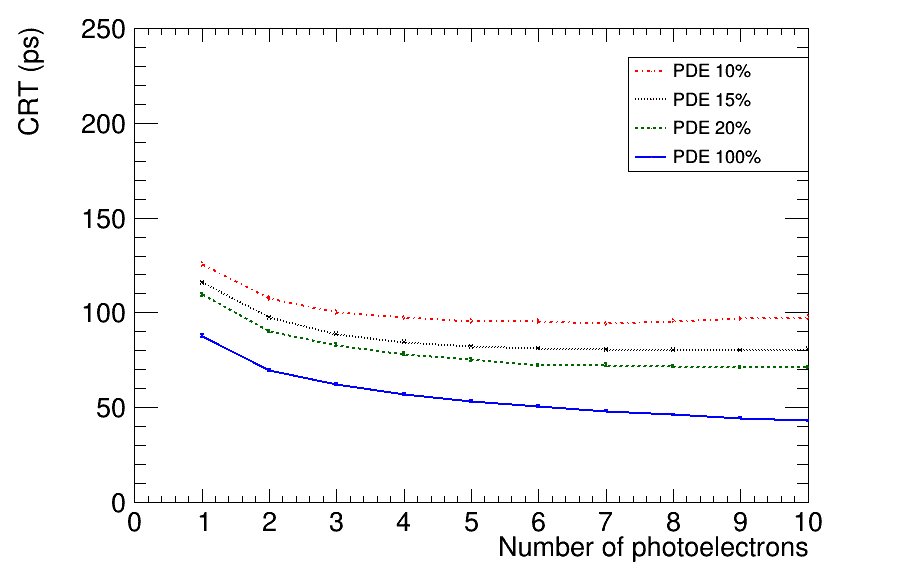 CRT (ps)
250
200
150
100
50
0
PDE 10%
PDE 15%
PDE 20%
PDE 100%
0 1 2 3 4 5 6 7 8 9 10
Number of photoelectrons